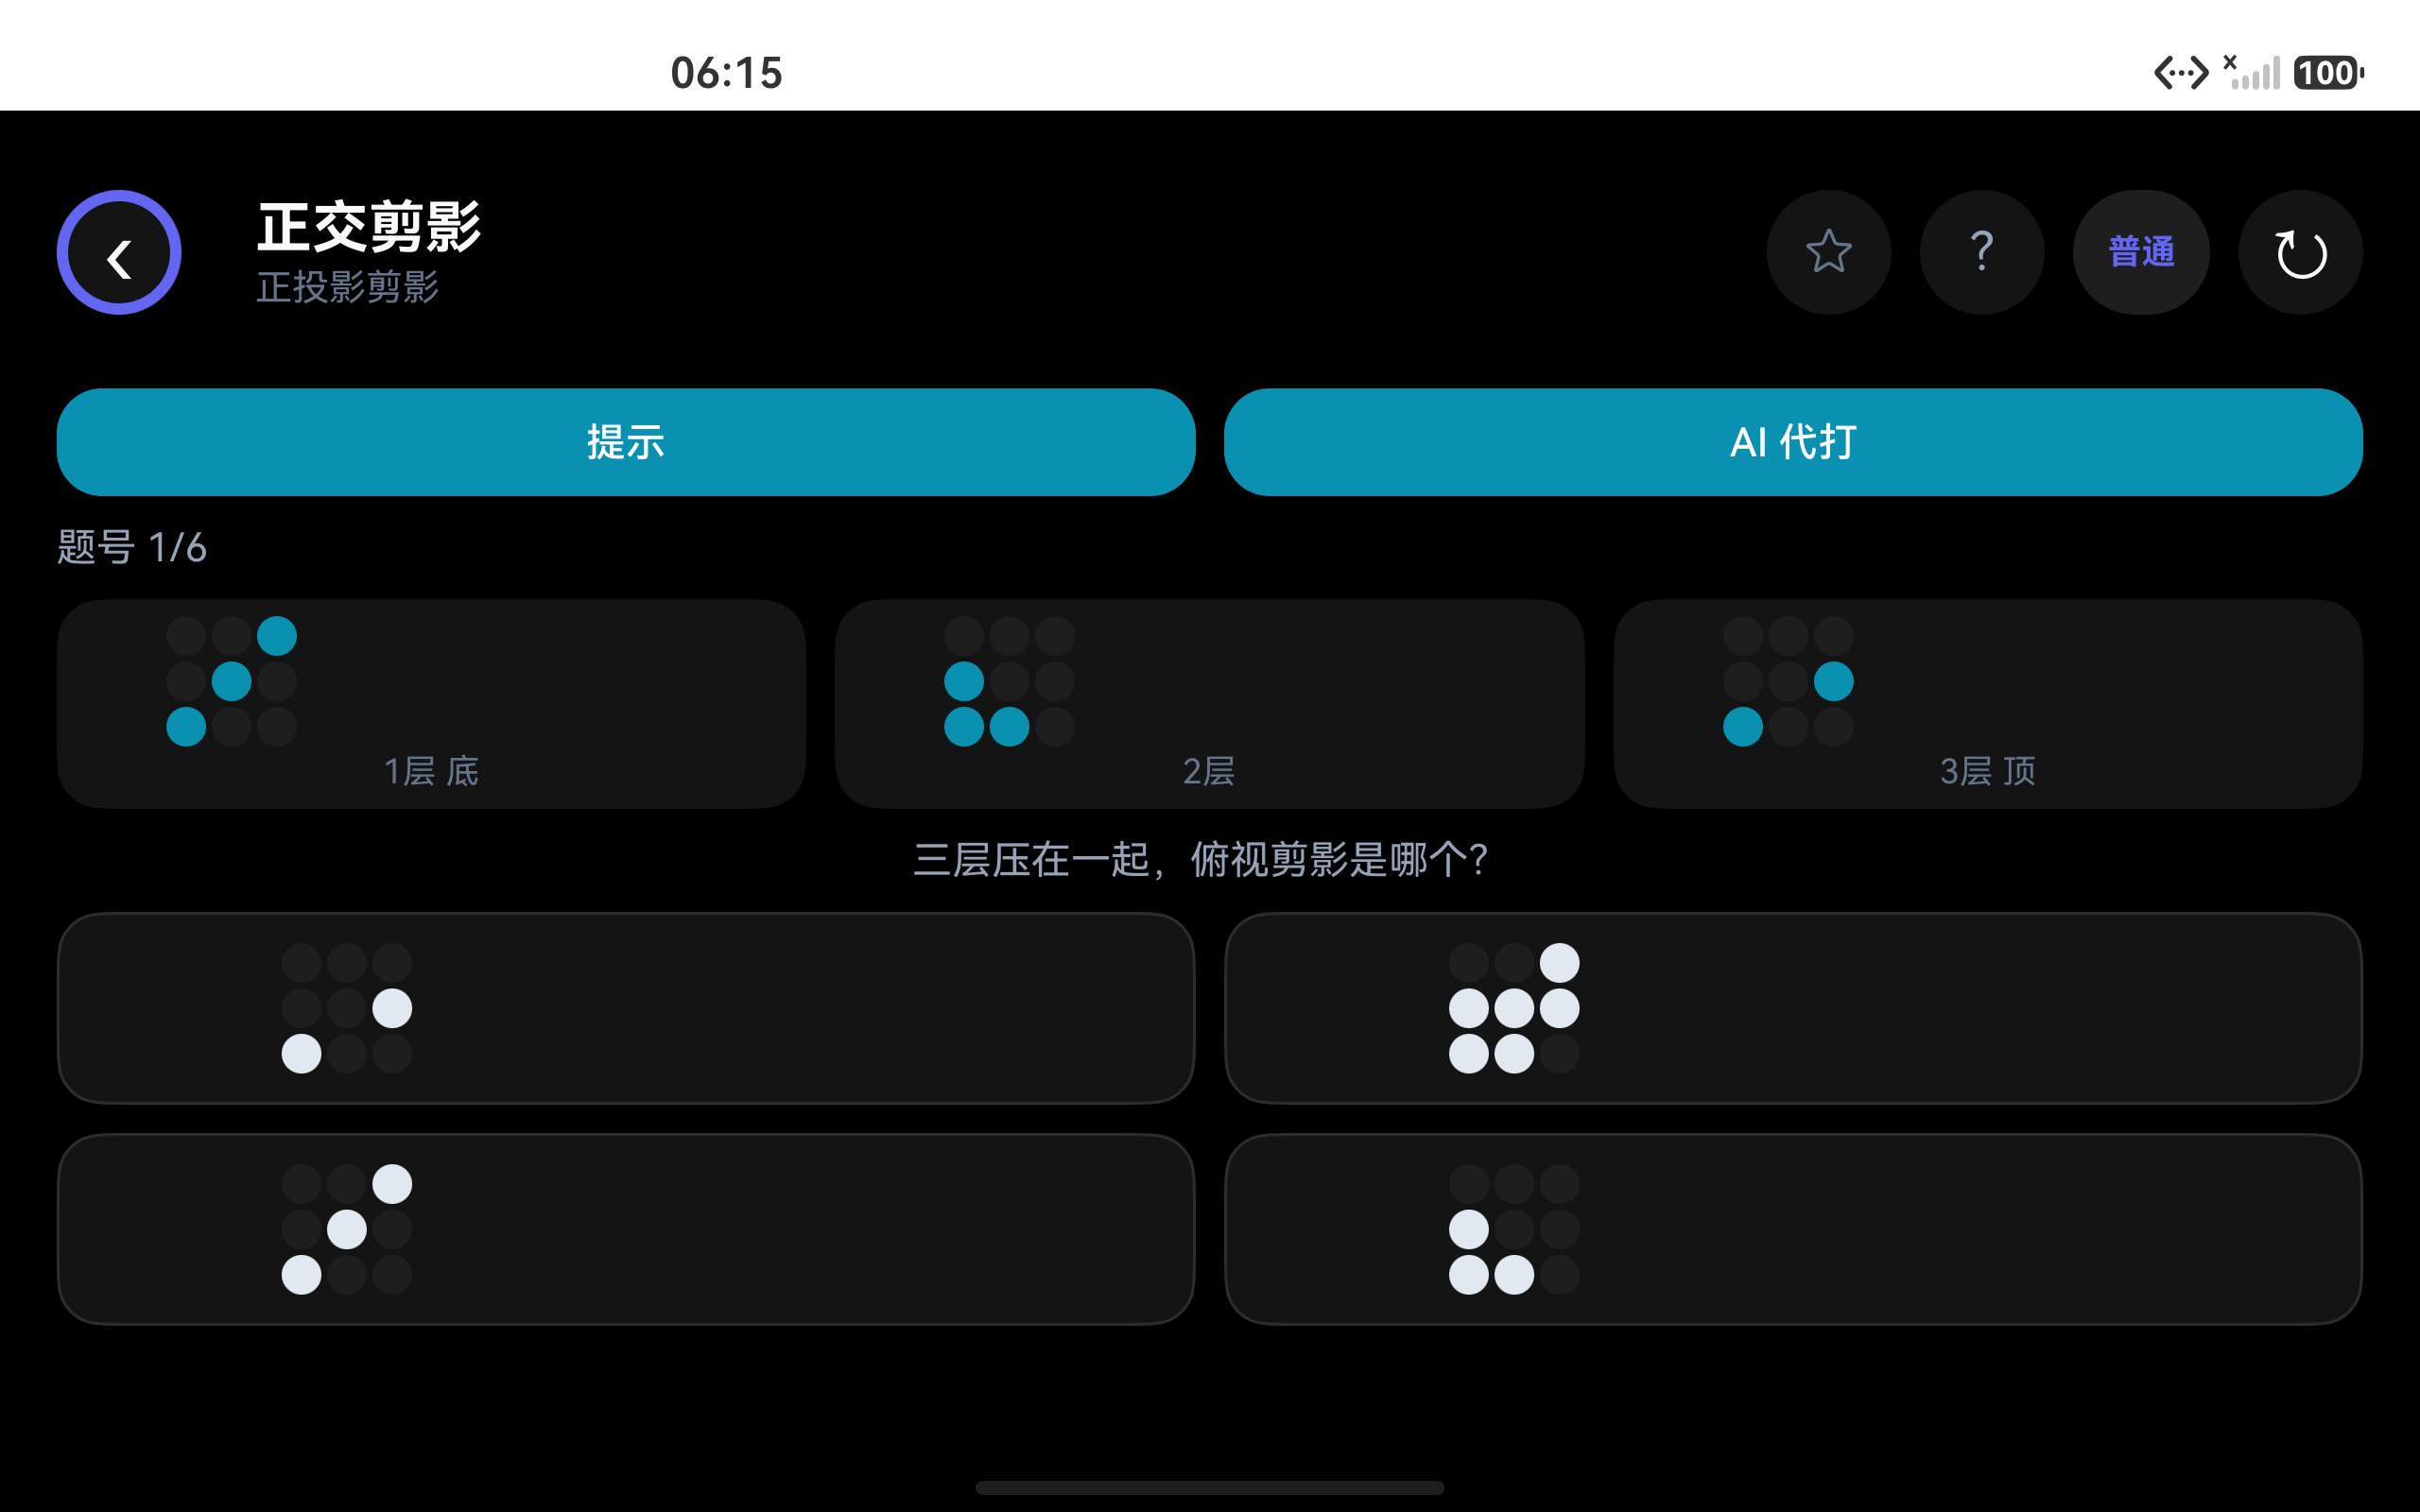 06:15
100
正交剪影
正投影剪影
?
普通
提示
AI 代打
题号 1/6
1层 底
2层
3层 顶
三层压在一起，俯视剪影是哪个？